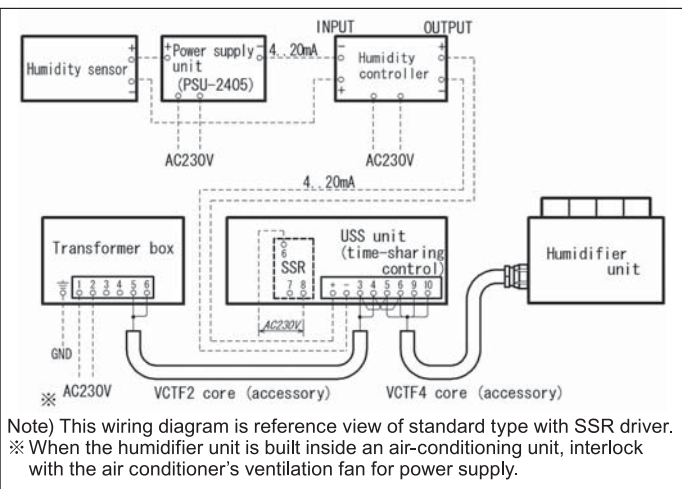 INPUT OUTPUT
+ + Power supply - 4..20mA - +
Humidity sensor unit Humidity
(PSU-2405) controller
- + -
AC230V AC230V
4..20mA
Transformer box USS unit Humidifier
6 (time-sharing unit
SSR control)
1 2 3 4 5 6 7 8 + - 3 4 5 6 9 10
AC230V
GND
※ AC230V VCTF2 core (accessory) VCTF4 core (accessory)
Note) This wiring diagram is reference view of standard type with SSR driver.
※ When the humidifier unit is built inside an air-conditioning unit, interlock
with the air conditioner's ventilation fan for power supply.